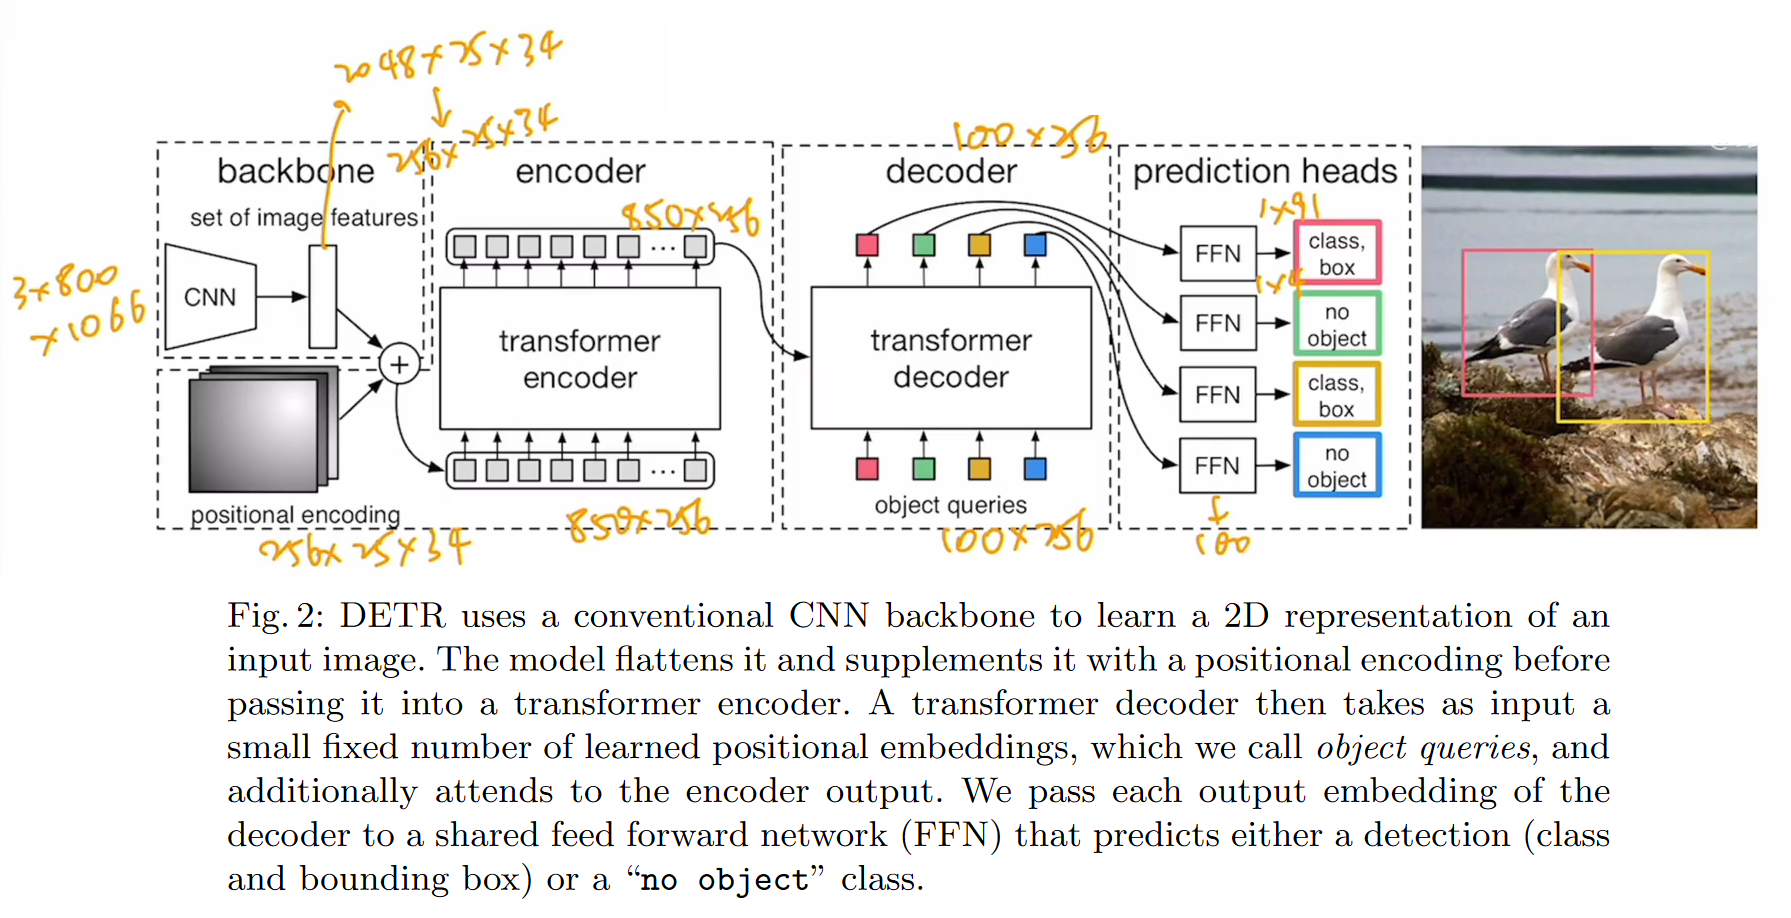 2048×25×34
256×25×34
100×256
backbone
encoder
decoder
prediction heads
set of image features
850×256
1×91
3×800
×1066
CNN
FFN
class,
box
1×4
FFN
no
object
transformer
encoder
transformer
decoder
FFN
class,
box
FFN
no
object
positional encoding
object queries
256×25×34
850×256
100×256
100
Fig. 2: DETR uses a conventional CNN backbone to learn a 2D representation of an
input image. The model flattens it and supplements it with a positional encoding before
passing it into a transformer encoder. A transformer decoder then takes as input a
small fixed number of learned positional embeddings, which we call object queries, and
additionally attends to the encoder output. We pass each output embedding of the
decoder to a shared feed forward network (FFN) that predicts either a detection (class
and bounding box) or a “no object” class.